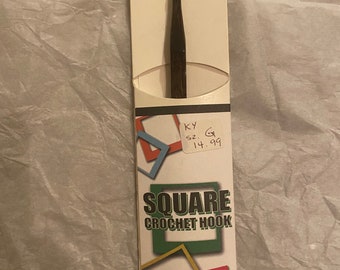 KY
sz. G
14.99
SQUARE
CROCHET HOOK